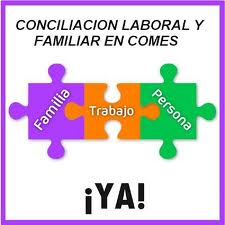 CONCILIACION LABORAL Y
FAMILIAR EN COMES
Familia
Trabajo
Persona
¡YA!